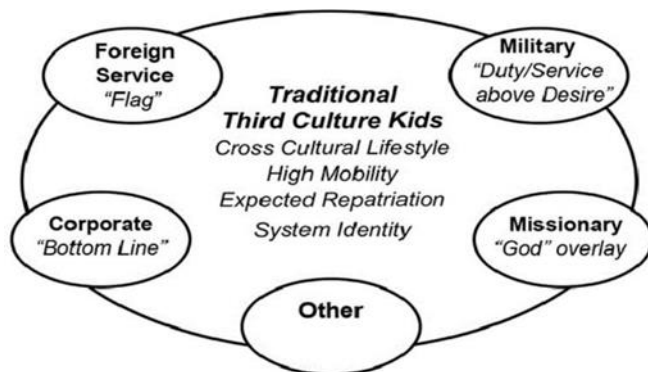 Foreign
Service
“Flag”
Military
“Duty/Service
above Desire”
Traditional
Third Culture Kids
Cross Cultural Lifestyle
High Mobility
Expected Repatriation
System Identity
Corporate
“Bottom Line”
Missionary
“God” overlay
Other